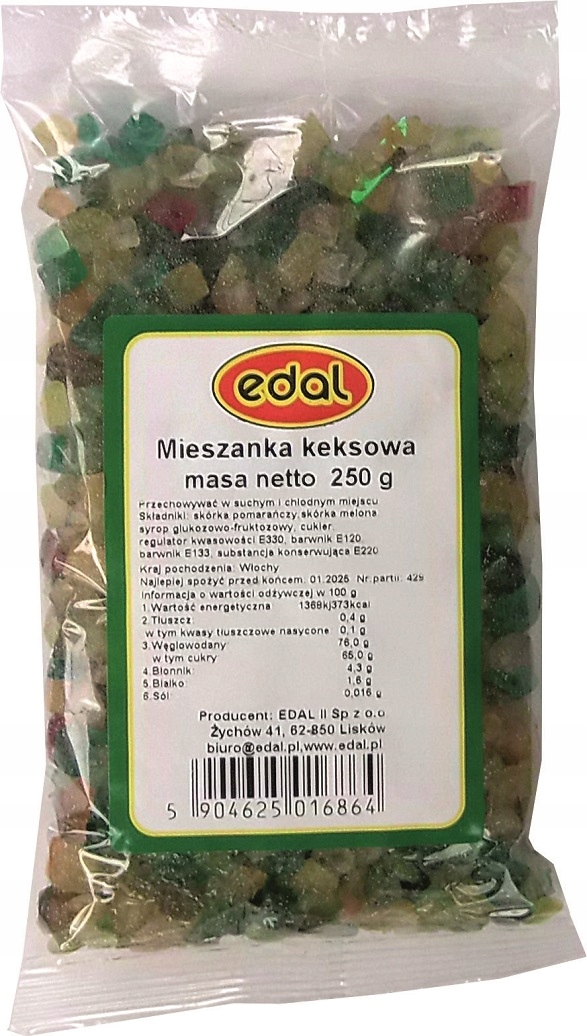 edal
Mieszanka keksowa
masa netto 250 g
Przechowywać w suchym i chłodnym miejscu
Składniki: skórka pomarańczy, skórka melona
syrop glukozowo-fruktozowy, cukier,
regulator kwasowości E330, barwnik E120,
barwnik E133, substancja konserwująca E220
Kraj pochodzenia: Włochy
Najlepiej spożyć przed końcem: 01.2025 Nr.partii: 429
Informacja o wartości odżywczej w 100 g
1.Wartość energetyczna 1369kj373kcal
2.Tłuszcz: 0,4 g
w tym kwasy tłuszczowe nasycone 0,1 g
3.Węglowodany 76,0 g
w tym cukry 65,0 g
4.Błonnik: 4,3 g
5.Białko: 1,6 g
6.Sól: 0,016 g
Producent: EDAL II Sp z o.o
Żychów 41, 62-850 Lisków
biuro@edal.pl,www.edal.pl
5 904625 016864